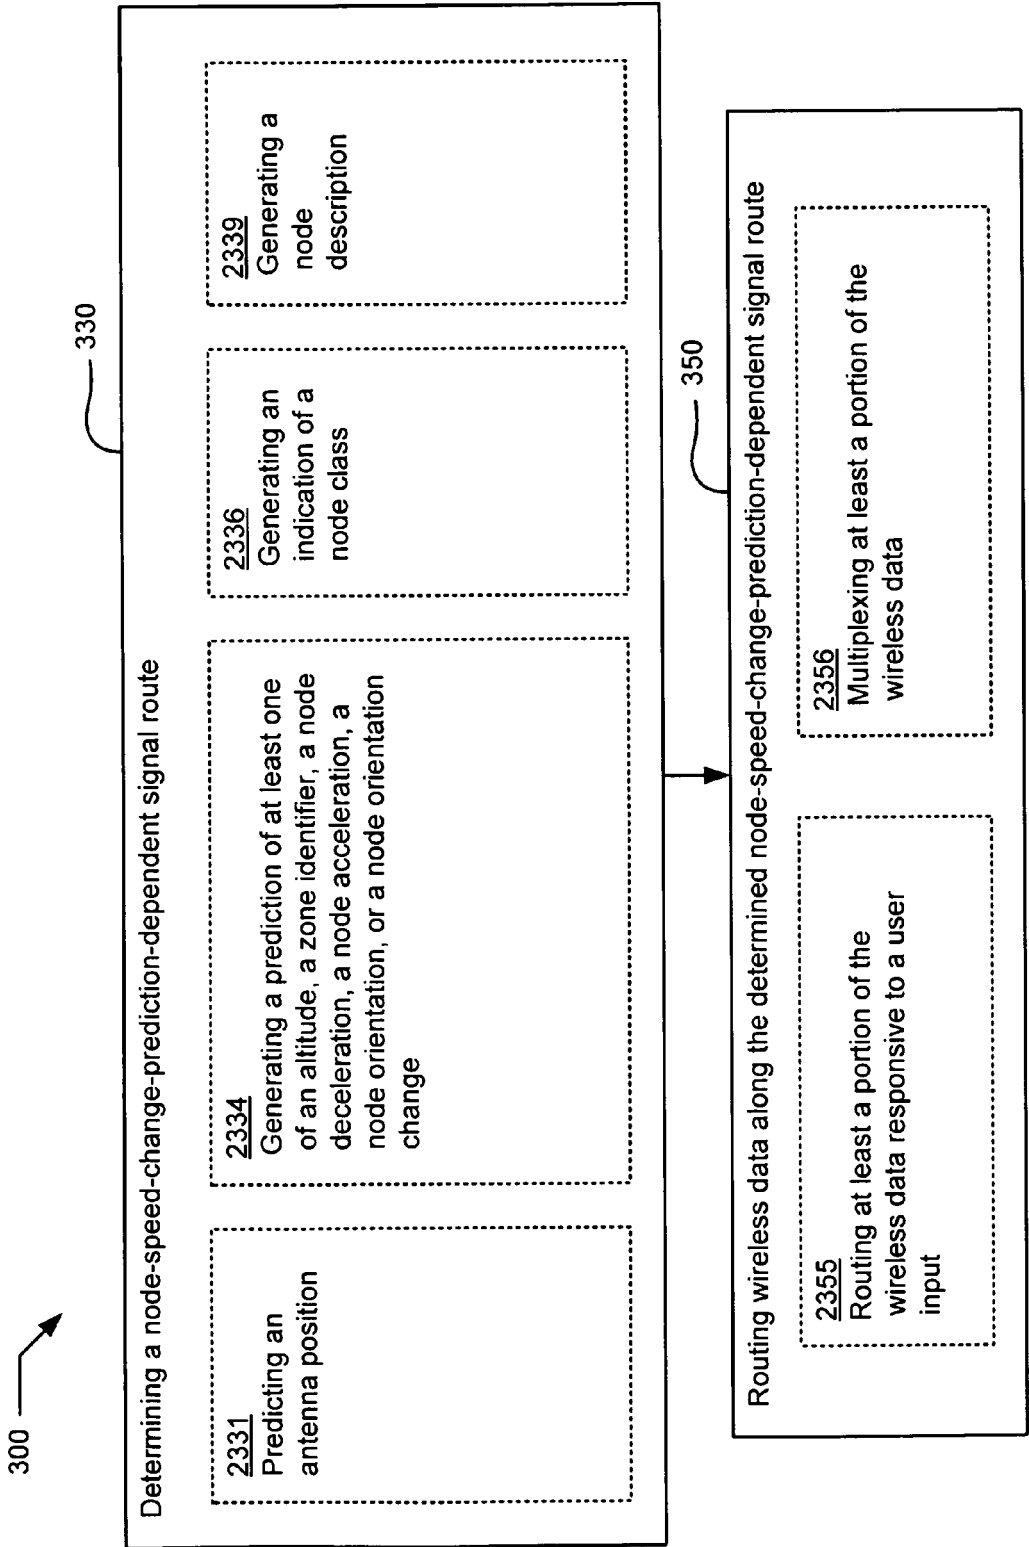 300
330
Determining a node-speed-change-prediction-dependent signal route
2331
Predicting an
antenna position
2334
Generating a prediction of at least one
of an altitude, a zone identifier, a node
deceleration, a node acceleration, a
node orientation, or a node orientation
change
2336
Generating an
indication of a
node class
2339
Generating a
node
description
350
Routing wireless data along the determined node-speed-change-prediction-dependent signal route
2355
Routing at least a portion of the
wireless data responsive to a user
input
2356
Multiplexing at least a portion of the
wireless data